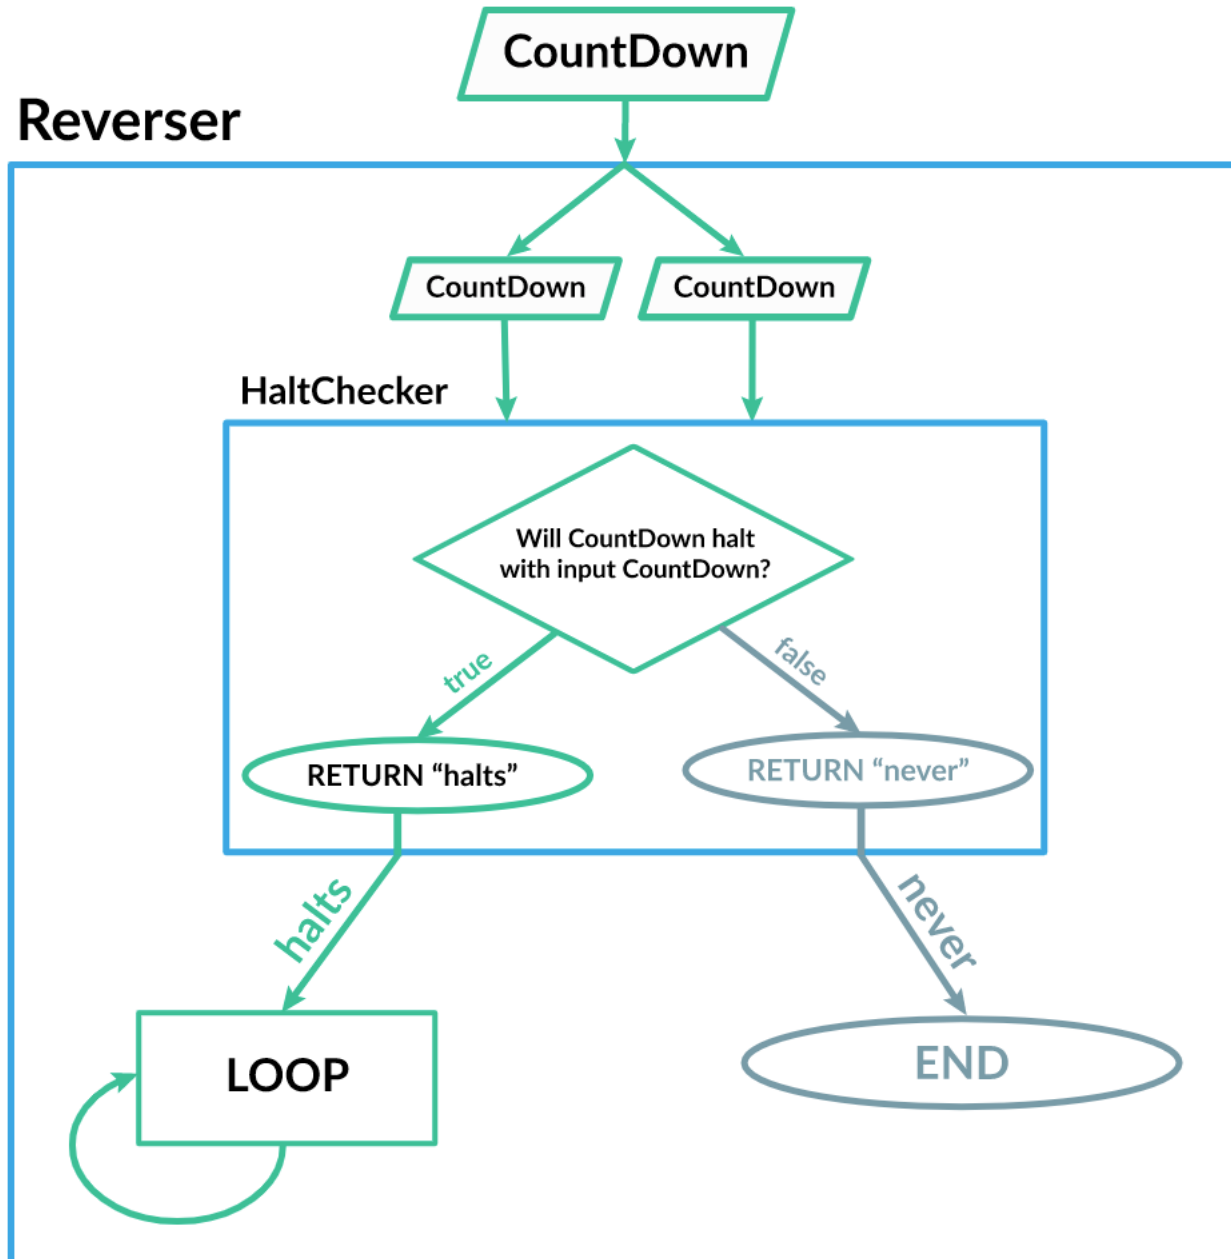 CountDown
Reverser
CountDown
CountDown
HaltChecker
Will CountDown halt
with input CountDown?
true
false
RETURN “halts”
RETURN “never”
halts
never
LOOP
END